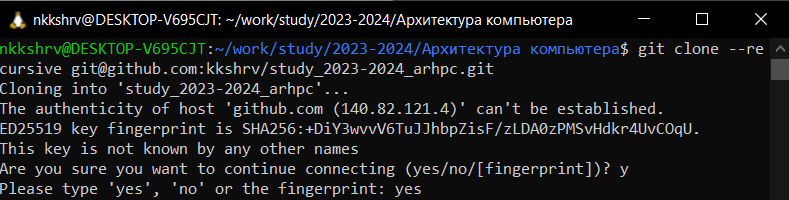 nkkshrv@DESKTOP-V695CJT: ~/work/study/2023-2024/Архитектура компьютера
nkkshrv@DESKTOP-V695CJT:~/work/study/2023-2024/Архитектура компьютера$ git clone --re
cursive git@github.com:kkshrv/study_2023-2024_arhpc.git
Cloning into 'study_2023-2024_arhpc'...
The authenticity of host 'github.com (140.82.121.4)' can't be established.
ED25519 key fingerprint is SHA256:+DiY3wvvV6TuJJhbpZisF/zLDA0zPMSvHdkr4UvCOqU.
This key is not known by any other names
Are you sure you want to continue connecting (yes/no/[fingerprint])? y
Please type 'yes', 'no' or the fingerprint: yes